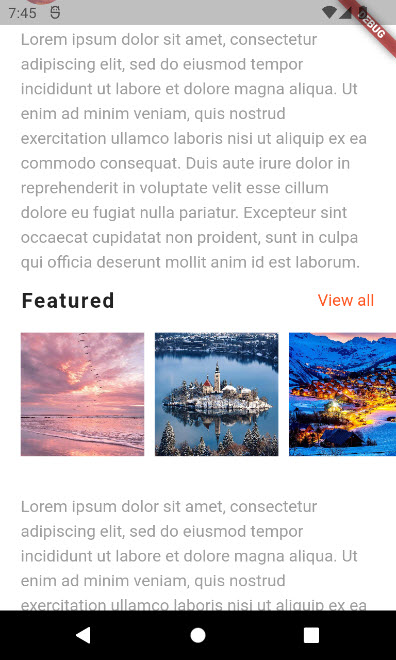 7:45
DEBUG
Lorem ipsum dolor sit amet, consectetur
adipiscing elit, sed do eiusmod tempor
incididunt ut labore et dolore magna aliqua. Ut
enim ad minim veniam, quis nostrud
exercitation ullamco laboris nisi ut aliquip ex ea
commodo consequat. Duis aute irure dolor in
reprehenderit in voluptate velit esse cillum
dolore eu fugiat nulla pariatur. Excepteur sint
occaecat cupidatat non proident, sunt in culpa
qui officia deserunt mollit anim id est laborum.
Featured View all
Lorem ipsum dolor sit amet, consectetur
adipiscing elit, sed do eiusmod tempor
incididunt ut labore et dolore magna aliqua. Ut
enim ad minim veniam, quis nostrud
exercitation ullamco laboris nisi ut aliquip ex ea